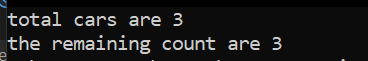 total cars are 3
the remaining count are 3